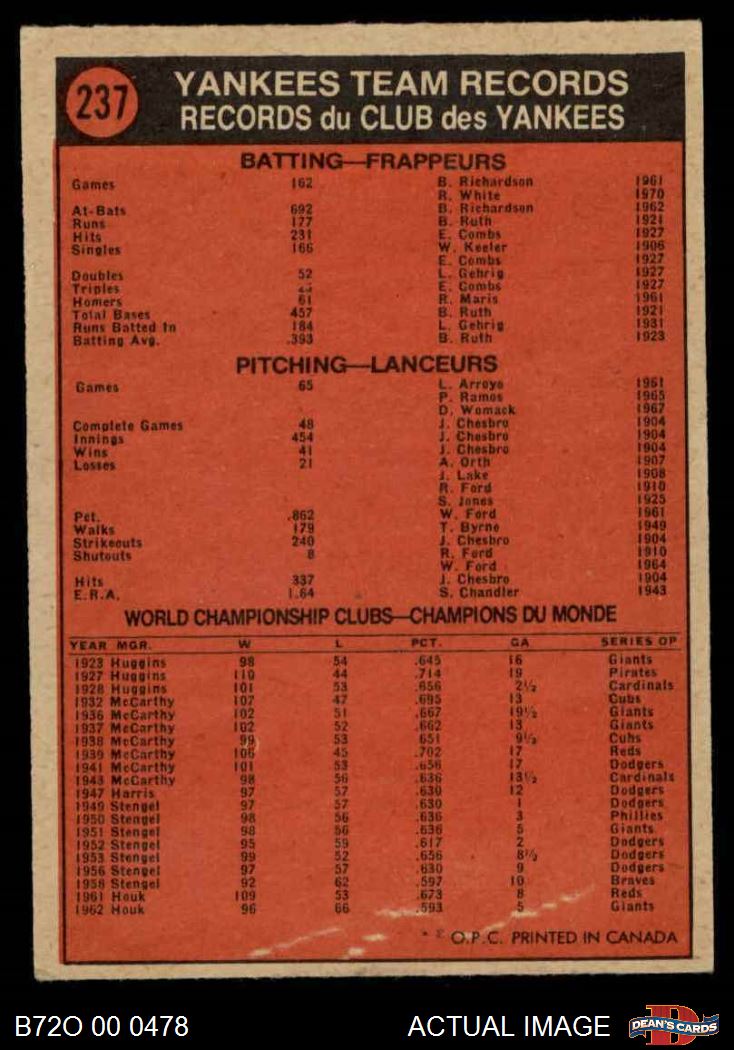 237
YANKEES TEAM RECORDS
RECORDS du CLUB des YANKEES
BATTING—FRAPPEURS
Games 162 B. Richardson 1961
R. White 1970
At-Bats 692 B. Richardson 1962
Runs 177 B. Ruth 1921
Hits 231 E. Combs 1927
Singles 166 W. Keeler 1906
E. Combs 1927
Doubles 52 L. Gehrig 1927
Triples E. Combs 1927
Homers 61 R. Maris 1961
Total Bases 457 B. Ruth 1921
Runs Batted In 184 L. Gehrig 1931
Batting Avg. .393 B. Ruth 1923
PITCHING—LANCEURS
Games 65 L. Arroyo 1961
P. Ramos 1965
D. Womack 1967
Complete Games 48 J. Chesbro 1904
Innings 454 J. Chesbro 1904
Wins 41 J. Chesbro 1904
Losses 21 A. Orth 1907
J. Lake 1908
R. Ford 1910
S. Jones 1925
Pct. .862 W. Ford 1961
Walks 179 T. Byrne 1949
Strikeouts 240 J. Chesbro 1904
Shutouts 8 R. Ford 1910
W. Ford 1964
Hits 337 J. Chesbro 1904
E.R.A. 1.64 S. Chandler 1943
WORLD CHAMPIONSHIP CLUBS—CHAMPIONS DU MONDE
YEAR MGR. W L PCT. GA SERIES OP
1923 Huggins 98 54 .645 16 Giants
1927 Huggins 110 44 .714 19 Pirates
1928 Huggins 101 53 .656 2½ Cardinals
1932 McCarthy 107 47 .695 13 Cubs
1936 McCarthy 102 51 .667 19½ Giants
1937 McCarthy 102 52 .662 13 Giants
1938 McCarthy 99 53 .651 9½ Cubs
1939 McCarthy 106 45 .702 17 Reds
1941 McCarthy 101 53 .656 17 Dodgers
1943 McCarthy 98 56 .636 13½ Cardinals
1947 Harris 97 57 .630 12 Dodgers
1949 Stengel 97 57 .630 1 Dodgers
1950 Stengel 98 56 .636 3 Phillies
1951 Stengel 98 56 .636 5 Giants
1952 Stengel 95 59 .617 2 Dodgers
1953 Stengel 99 52 .656 8½ Dodgers
1956 Stengel 97 57 .630 9 Dodgers
1958 Stengel 92 62 .597 10 Braves
1961 Houk 109 53 .673 8 Reds
1962 Houk 96 66 .593 5 Giants
O.P.C. PRINTED IN CANADA
B72O 00 0478 ACTUAL IMAGE DEAN'S CARDS